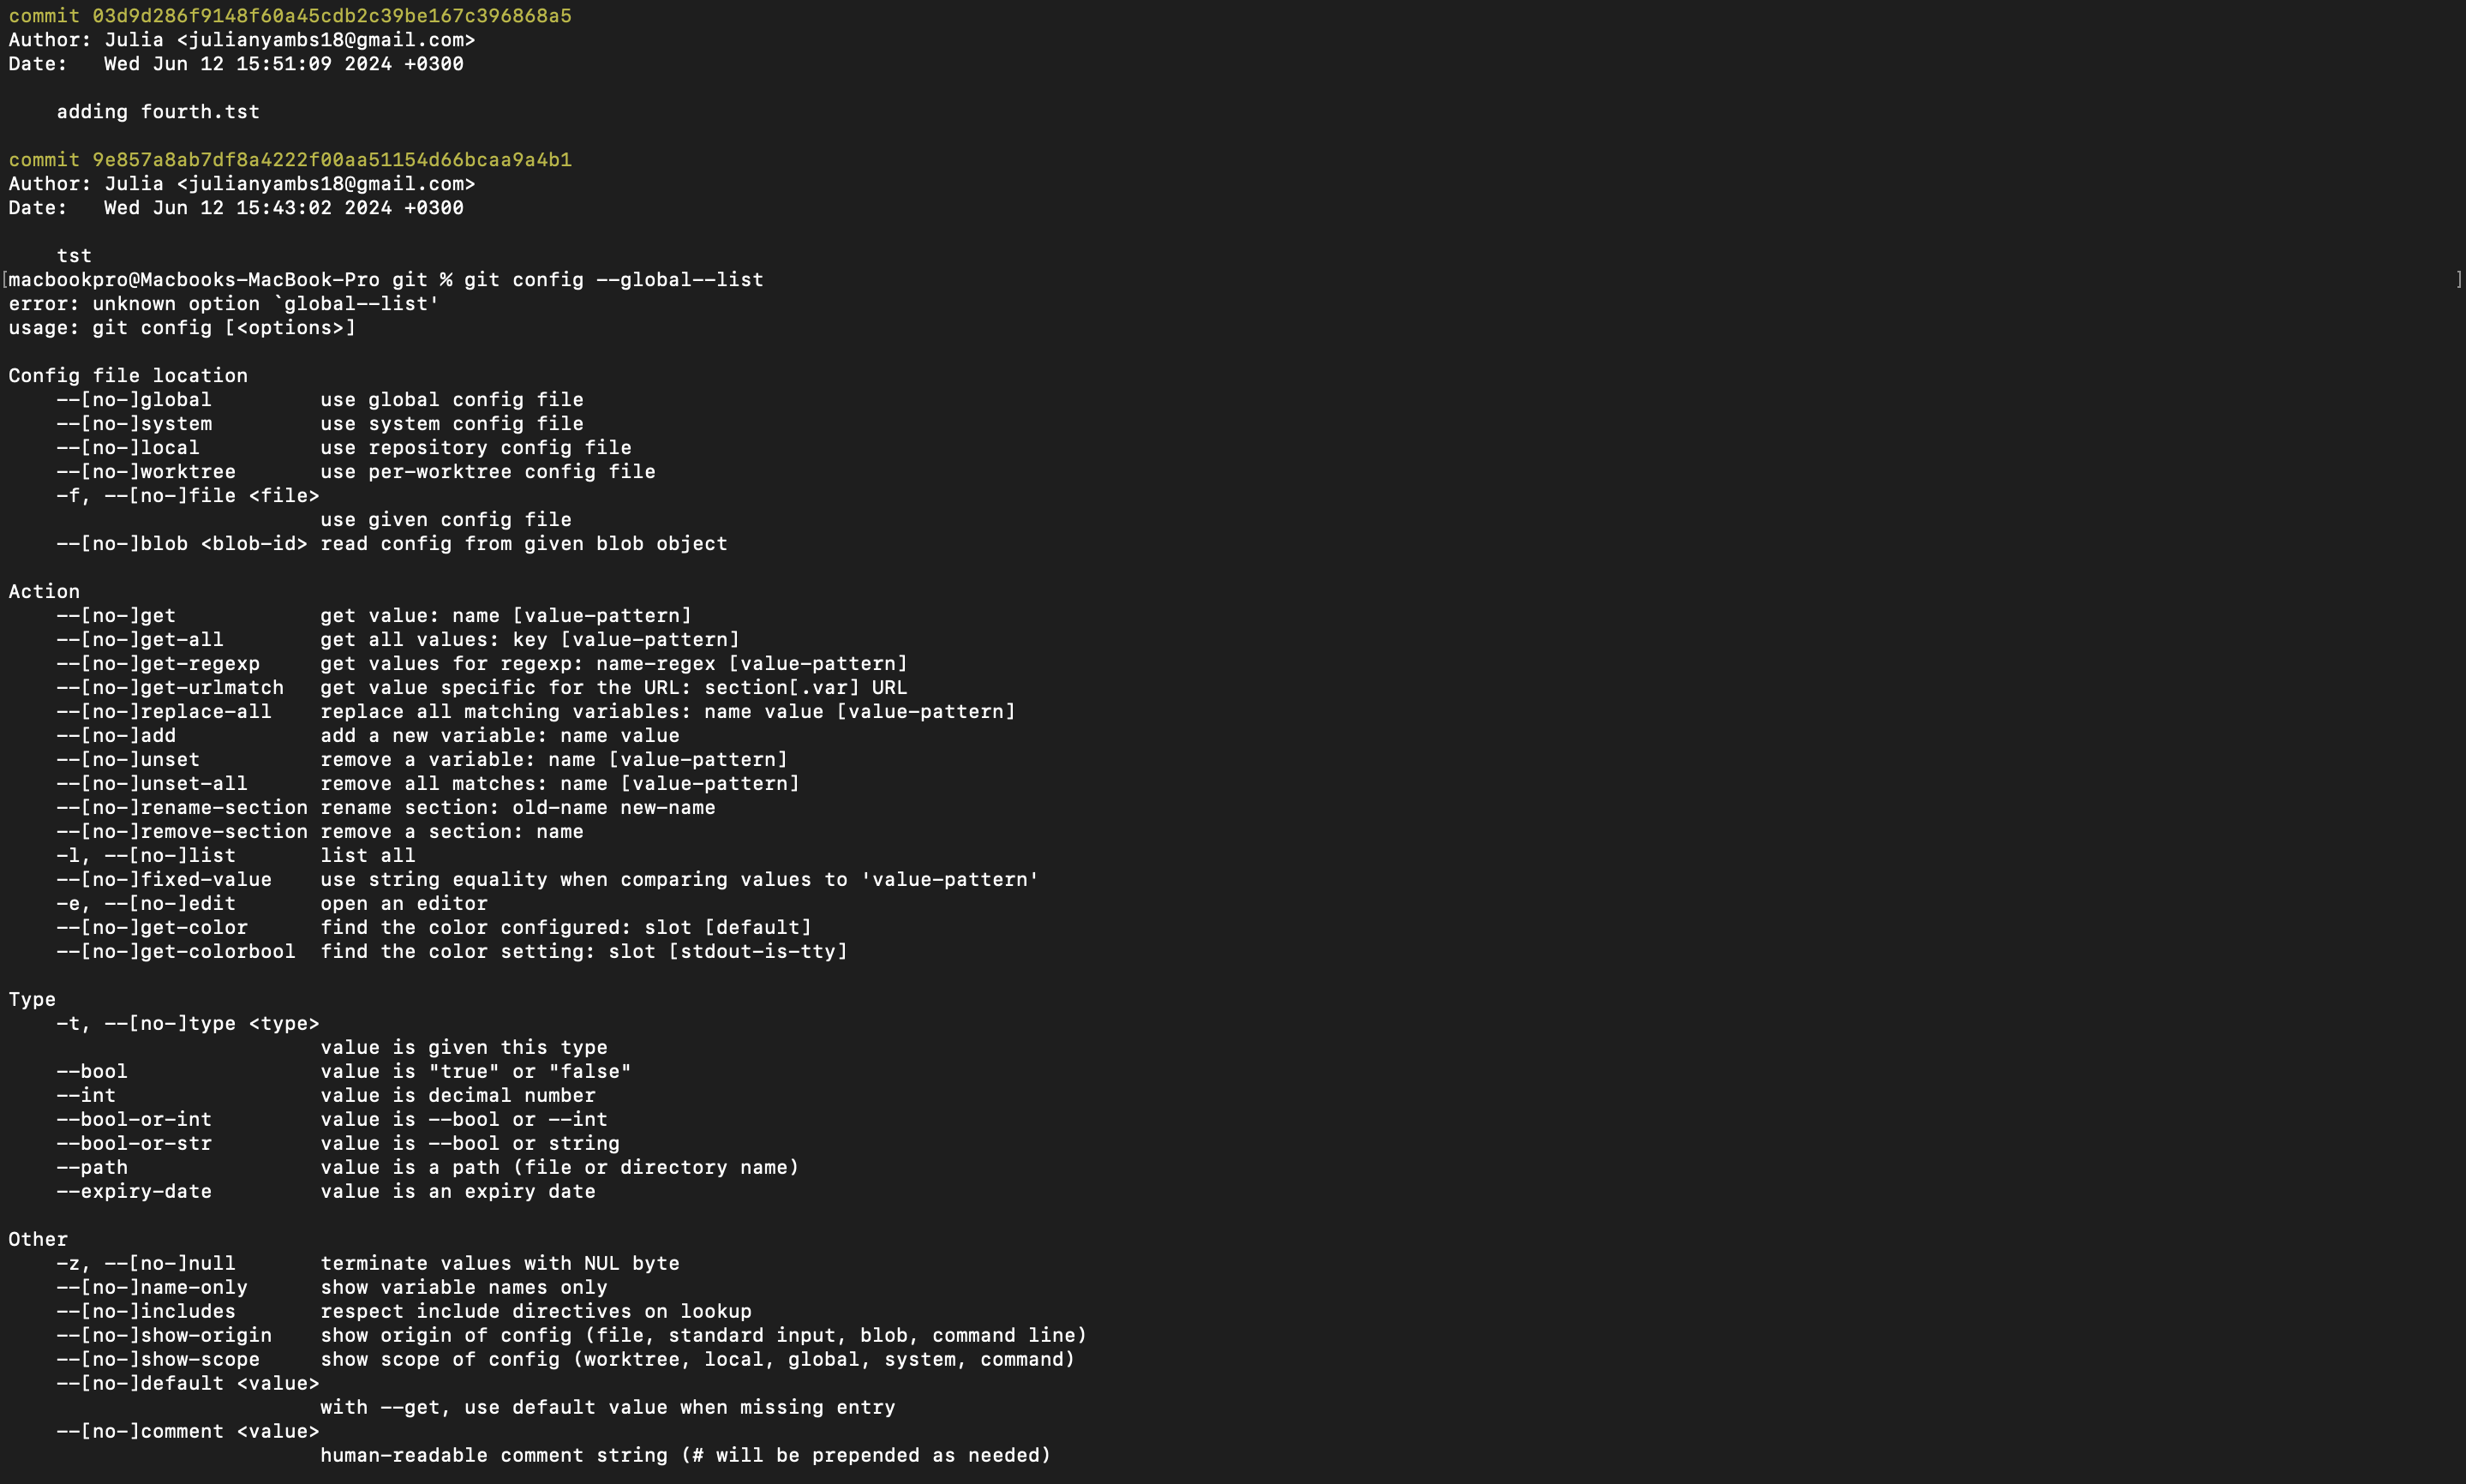 commit 03d9d286f9148f60a45cdb2c39be167c396868a5
Author: Julia <julianyambs18@gmail.com>
Date:   Wed Jun 12 15:51:09 2024 +0300

    adding fourth.tst

commit 9e857a8ab7df8a4222f00aa51154d66bcaa9a4b1
Author: Julia <julianyambs18@gmail.com>
Date:   Wed Jun 12 15:43:02 2024 +0300

    tst
[macbookpro@Macbooks-MacBook-Pro git % git config --global--list ]
error: unknown option `global--list'
usage: git config [<options>]

Config file location
    --[no-]global         use global config file
    --[no-]system         use system config file
    --[no-]local          use repository config file
    --[no-]worktree       use per-worktree config file
    -f, --[no-]file <file>
                          use given config file
    --[no-]blob <blob-id> read config from given blob object

Action
    --[no-]get            get value: name [value-pattern]
    --[no-]get-all        get all values: key [value-pattern]
    --[no-]get-regexp     get values for regexp: name-regex [value-pattern]
    --[no-]get-urlmatch   get value specific for the URL: section[.var] URL
    --[no-]replace-all    replace all matching variables: name value [value-pattern]
    --[no-]add            add a new variable: name value
    --[no-]unset          remove a variable: name [value-pattern]
    --[no-]unset-all      remove all matches: name [value-pattern]
    --[no-]rename-section rename section: old-name new-name
    --[no-]remove-section remove a section: name
    -l, --[no-]list       list all
    --[no-]fixed-value    use string equality when comparing values to 'value-pattern'
    -e, --[no-]edit       open an editor
    --[no-]get-color      find the color configured: slot [default]
    --[no-]get-colorbool  find the color setting: slot [stdout-is-tty]

Type
    -t, --[no-]type <type>
                          value is given this type
    --bool                value is "true" or "false"
    --int                 value is decimal number
    --bool-or-int         value is --bool or --int
    --bool-or-str         value is --bool or string
    --path                value is a path (file or directory name)
    --expiry-date         value is an expiry date

Other
    -z, --[no-]null       terminate values with NUL byte
    --[no-]name-only      show variable names only
    --[no-]includes       respect include directives on lookup
    --[no-]show-origin    show origin of config (file, standard input, blob, command line)
    --[no-]show-scope     show scope of config (worktree, local, global, system, command)
    --[no-]default <value>
                          with --get, use default value when missing entry
    --[no-]comment <value>
                          human-readable comment string (# will be prepended as needed)